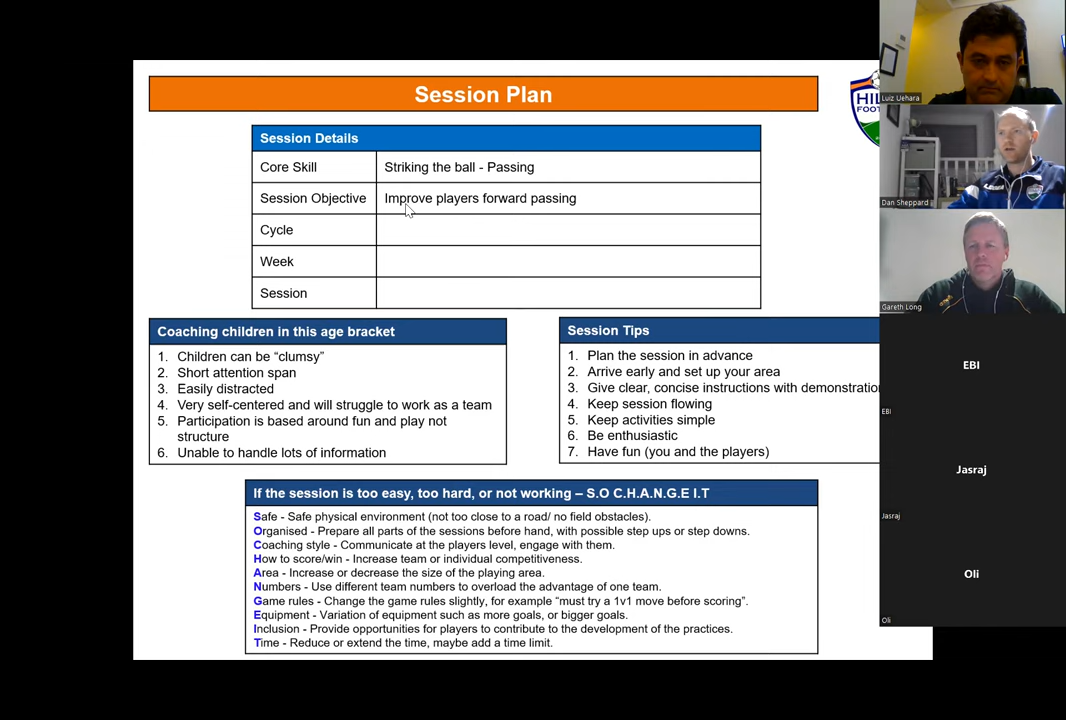 Session Plan
HIL
FOOT
Session Details
Core Skill Striking the ball - Passing
Session Objective Improve players forward passing
Cycle
Week
Session
Coaching children in this age bracket
1. Children can be “clumsy”
2. Short attention span
3. Easily distracted
4. Very self-centered and will struggle to work as a team
5. Participation is based around fun and play not
structure
6. Unable to handle lots of information
Session Tips
1. Plan the session in advance
2. Arrive early and set up your area
3. Give clear, concise instructions with demonstration
4. Keep session flowing
5. Keep activities simple
6. Be enthusiastic
7. Have fun (you and the players)
If the session is too easy, too hard, or not working – S.O C.H.A.N.G.E I.T
Safe - Safe physical environment (not too close to a road/ no field obstacles).
Organised - Prepare all parts of the sessions before hand, with possible step ups or step downs.
Coaching style - Communicate at the players level, engage with them.
How to score/win - Increase team or individual competitiveness.
Area - Increase or decrease the size of the playing area.
Numbers - Use different team numbers to overload the advantage of one team.
Game rules - Change the game rules slightly, for example “must try a 1v1 move before scoring”.
Equipment - Variation of equipment such as more goals, or bigger goals.
Inclusion - Provide opportunities for players to contribute to the development of the practices.
Time - Reduce or extend the time, maybe add a time limit.
Luiz Uehara
Dan Sheppard
Gareth Long
EBI
EBI
Jasraj
Jasraj
Oli
Oli